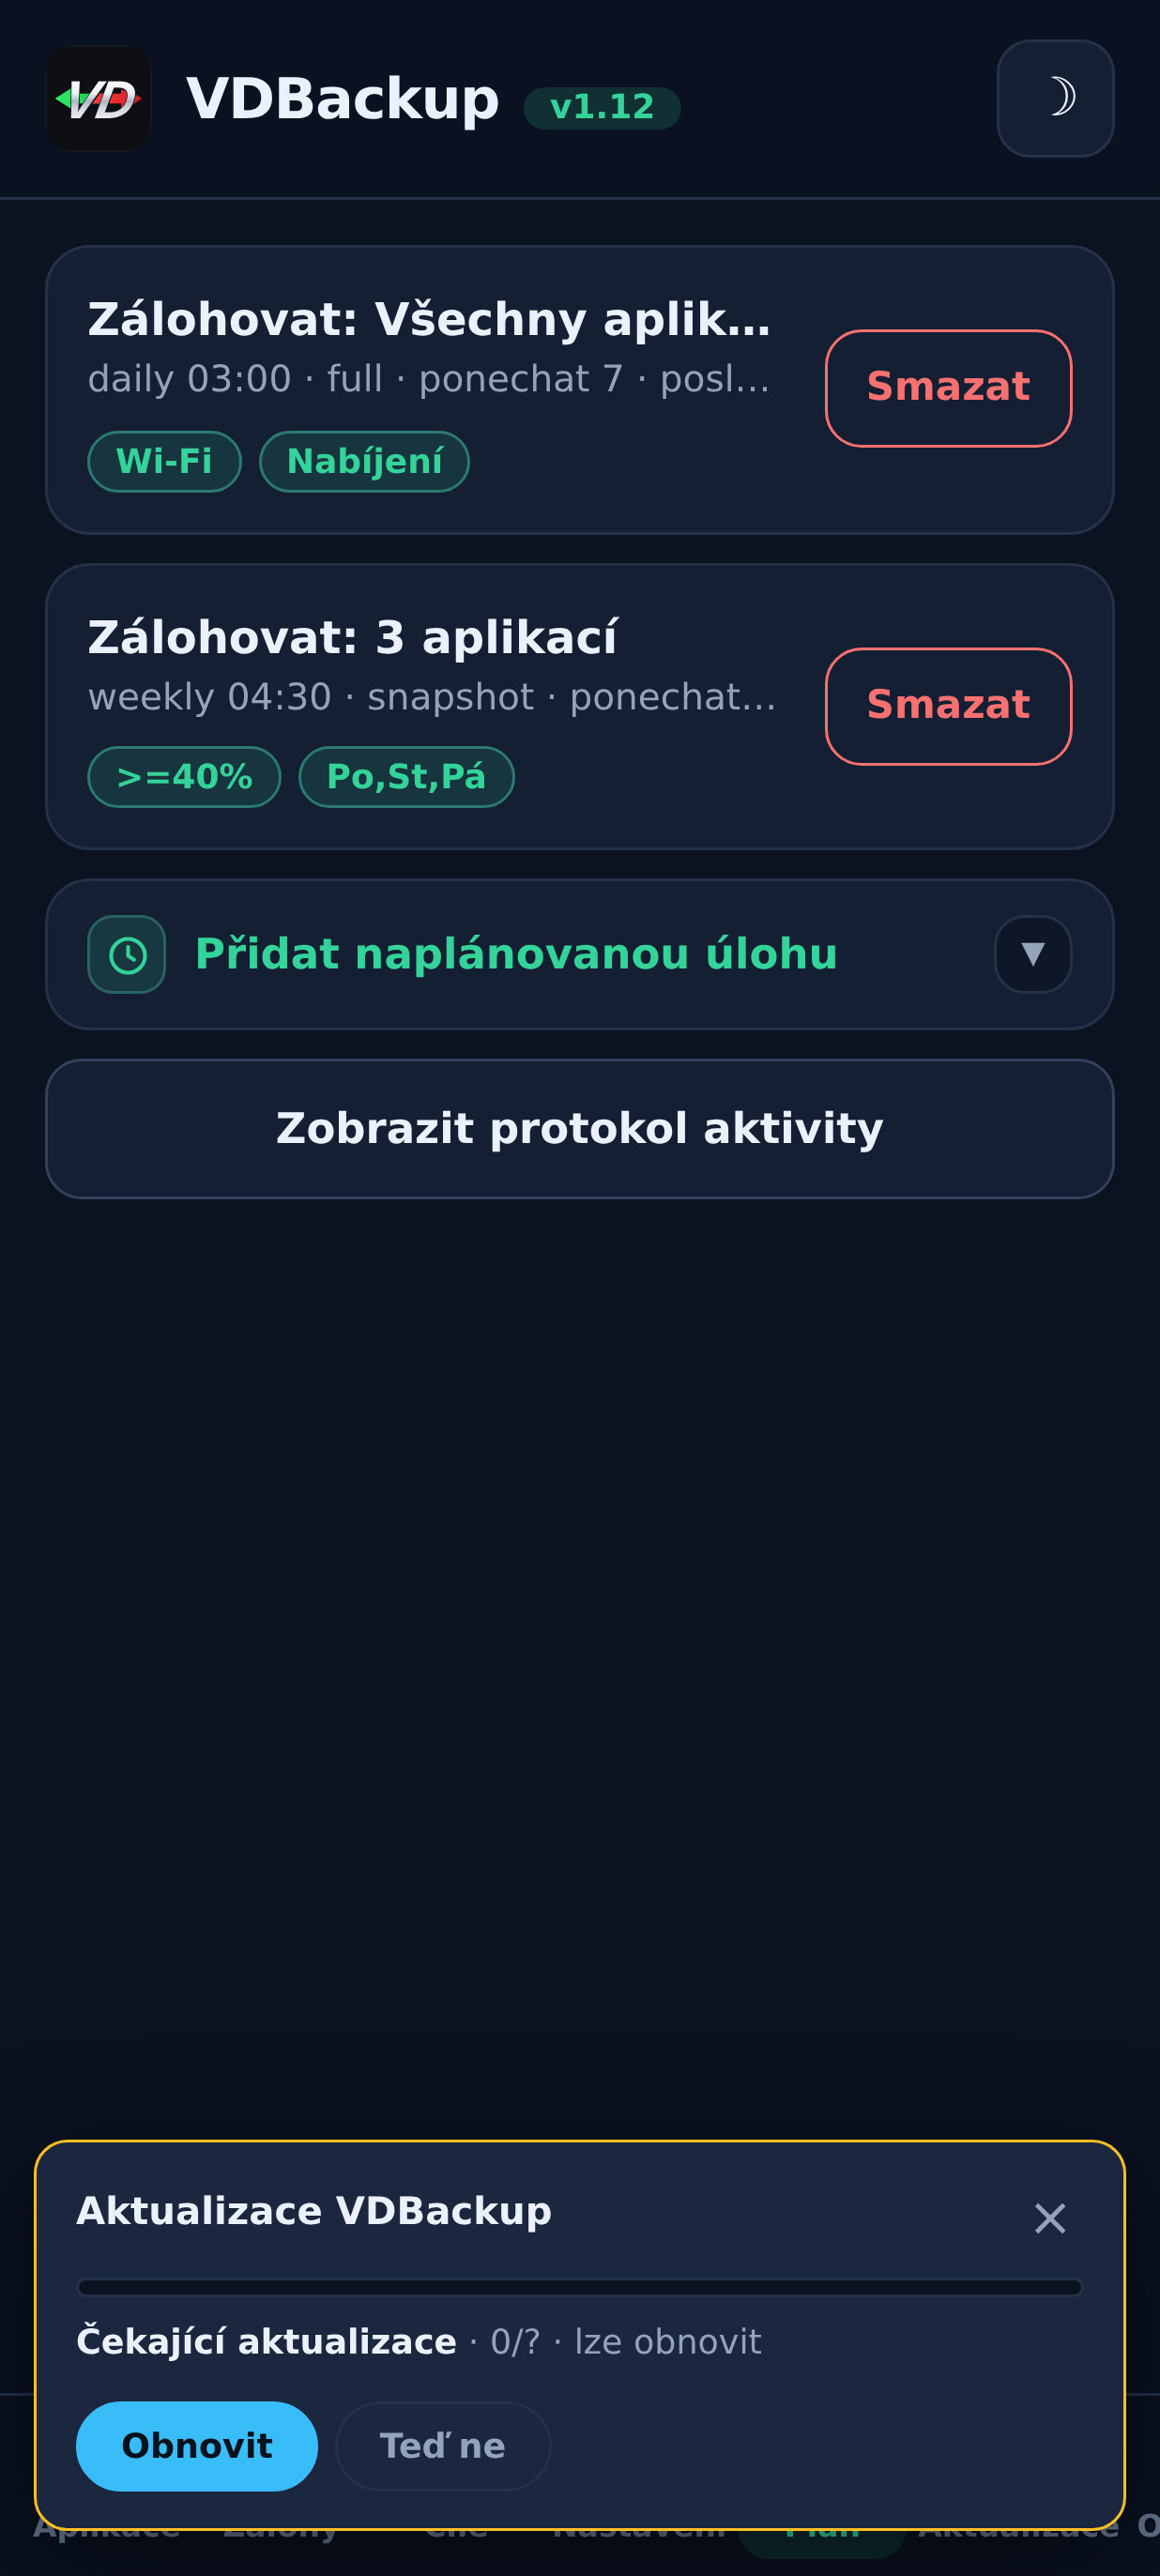 VD
VDBackup v1.12
Zálohovat: Všechny aplik…
daily 03:00 · full · ponechat 7 · posl…
Smazat
Wi-Fi Nabíjení
Zálohovat: 3 aplikací
weekly 04:30 · snapshot · ponechat…
Smazat
>=40% Po,St,Pá
Přidat naplánovanou úlohu
Zobrazit protokol aktivity
Aktualizace VDBackup
Čekající aktualizace · 0/? · lze obnovit
Obnovit Teď ne